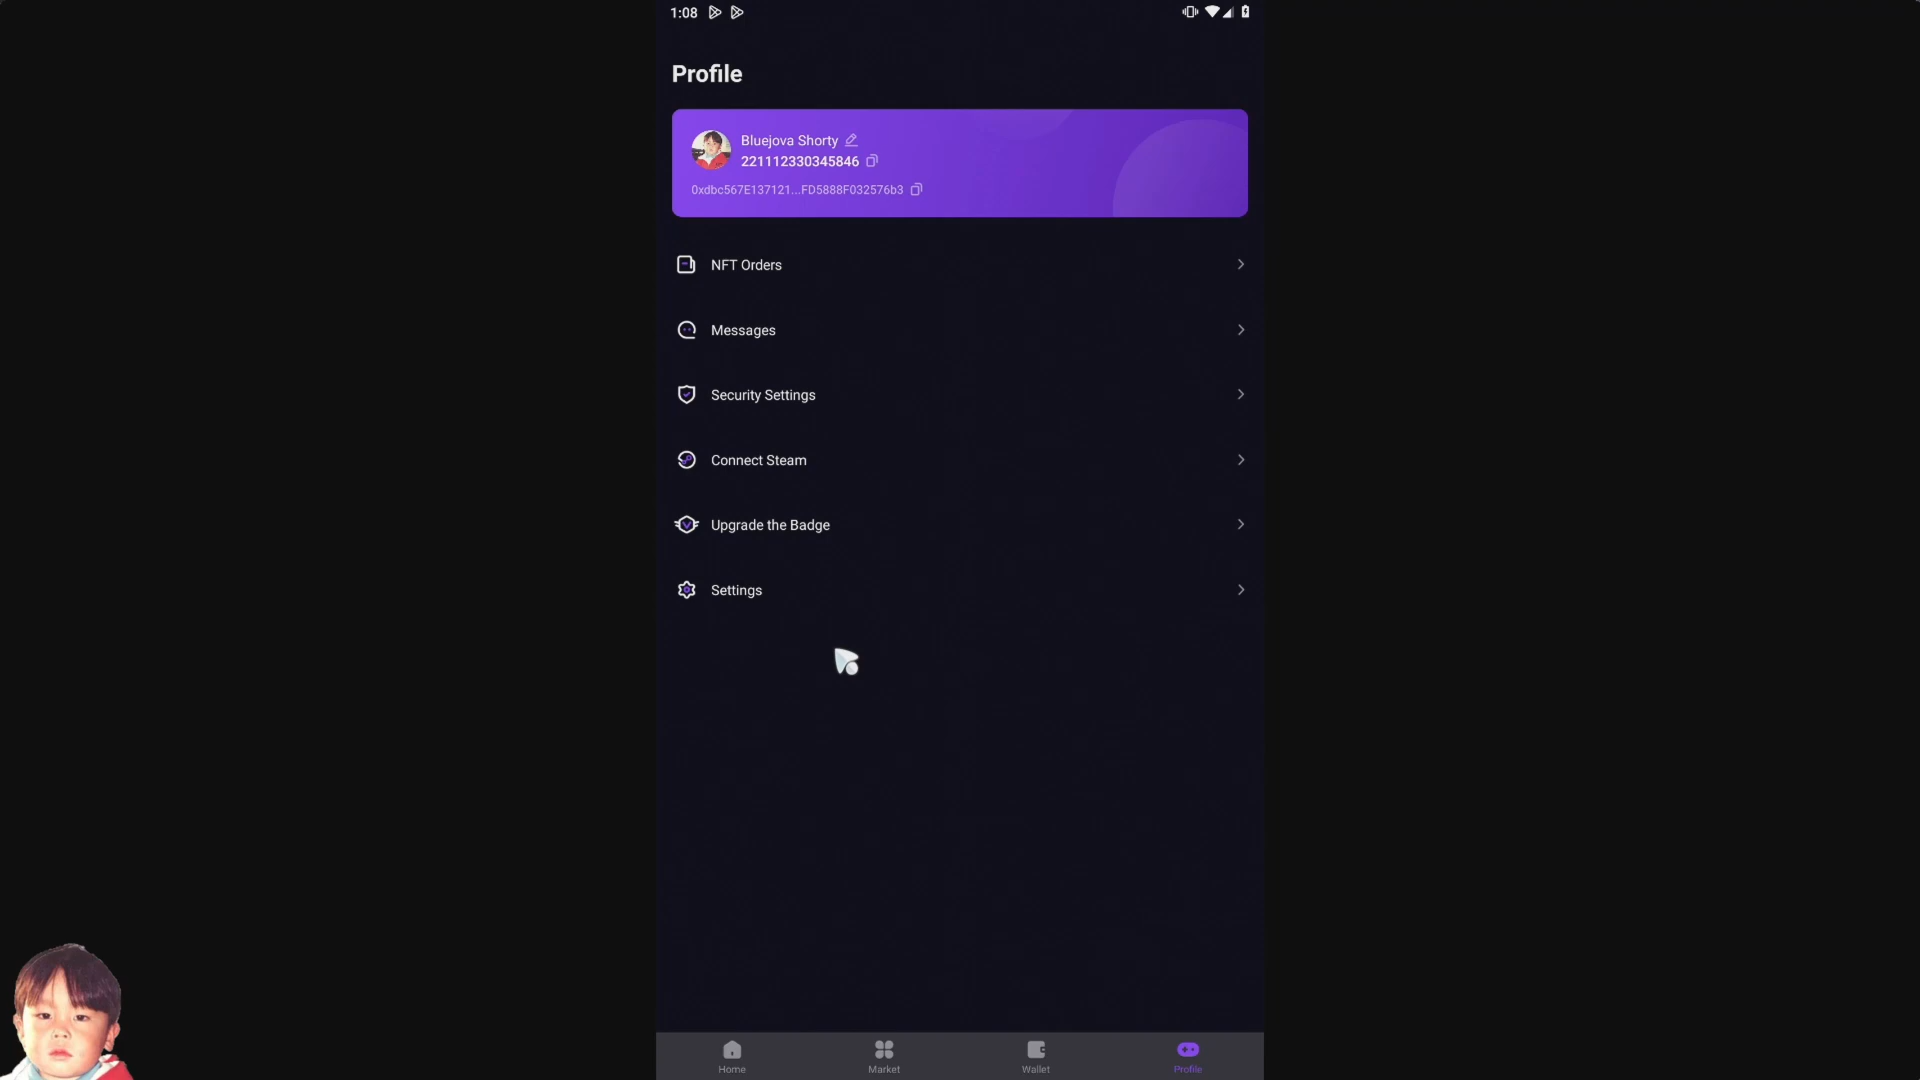 1:08
Profile
Bluejova Shorty
221112330345846
0xdbc567E137121...FD5888F032576b3
NFT Orders
Messages
Security Settings
Connect Steam
Upgrade the Badge
Settings
Home
Market
Wallet
Profile